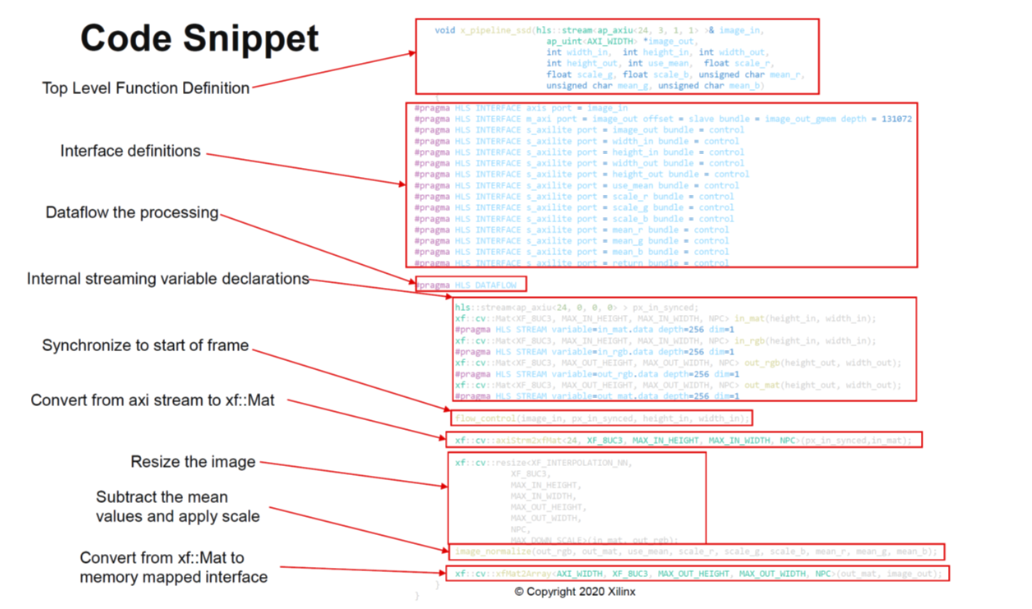 Code Snippet
Top Level Function Definition
Interface definitions
Dataflow the processing
Internal streaming variable declarations
Synchronize to start of frame
Convert from axi stream to xf::Mat
Resize the image
Subtract the mean
values and apply scale
Convert from xf::Mat to
memory mapped interface
void x_pipeline_ssd(hls::stream<ap_axiu<24, 3, 1, 1> >& image_in,
ap_uint<AXI_WIDTH> *image_out,
int width_in, int height_in, int width_out,
int height_out, int use_mean, float scale_r,
float scale_g, float scale_b, unsigned char mean_r,
unsigned char mean_g, unsigned char mean_b)
{
#pragma HLS INTERFACE axis port = image_in
#pragma HLS INTERFACE m_axi port = image_out offset = slave bundle = image_out_gmem depth = 131072
#pragma HLS INTERFACE s_axilite port = image_out bundle = control
#pragma HLS INTERFACE s_axilite port = width_in bundle = control
#pragma HLS INTERFACE s_axilite port = height_in bundle = control
#pragma HLS INTERFACE s_axilite port = width_out bundle = control
#pragma HLS INTERFACE s_axilite port = height_out bundle = control
#pragma HLS INTERFACE s_axilite port = use_mean bundle = control
#pragma HLS INTERFACE s_axilite port = scale_r bundle = control
#pragma HLS INTERFACE s_axilite port = scale_g bundle = control
#pragma HLS INTERFACE s_axilite port = scale_b bundle = control
#pragma HLS INTERFACE s_axilite port = mean_r bundle = control
#pragma HLS INTERFACE s_axilite port = mean_g bundle = control
#pragma HLS INTERFACE s_axilite port = mean_b bundle = control
#pragma HLS INTERFACE s_axilite port = return bundle = control
#pragma HLS DATAFLOW
hls::stream<ap_axiu<24, 0, 0, 0> > px_in_synced;
xf::cv::Mat<XF_8UC3, MAX_IN_HEIGHT, MAX_IN_WIDTH, NPC> in_mat(height_in, width_in);
#pragma HLS STREAM variable=in_mat.data depth=256 dim=1
xf::cv::Mat<XF_8UC3, MAX_IN_HEIGHT, MAX_IN_WIDTH, NPC> in_rgb(height_in, width_in);
#pragma HLS STREAM variable=in_rgb.data depth=256 dim=1
xf::cv::Mat<XF_8UC3, MAX_OUT_HEIGHT, MAX_OUT_WIDTH, NPC> out_rgb(height_out, width_out);
#pragma HLS STREAM variable=out_rgb.data depth=256 dim=1
xf::cv::Mat<XF_8UC3, MAX_OUT_HEIGHT, MAX_OUT_WIDTH, NPC> out_mat(height_out, width_out);
#pragma HLS STREAM variable=out_mat.data depth=256 dim=1
flow_control(image_in, px_in_synced, height_in, width_in);
xf::cv::axiStrm2xfMat<24, XF_8UC3, MAX_IN_HEIGHT, MAX_IN_WIDTH, NPC>(px_in_synced,in_mat);
xf::cv::resize<XF_INTERPOLATION_NN,
XF_8UC3,
MAX_IN_HEIGHT,
MAX_IN_WIDTH,
MAX_OUT_HEIGHT,
MAX_OUT_WIDTH,
NPC,
MAX_DOWN_SCALE>(in_mat, out_rgb);
image_normalize(out_rgb, out_mat, use_mean, scale_r, scale_g, scale_b, mean_r, mean_g, mean_b);
xf::cv::xfMat2Array<AXI_WIDTH, XF_8UC3, MAX_OUT_HEIGHT, MAX_OUT_WIDTH, NPC>(out_mat, image_out);
}
}
© Copyright 2020 Xilinx